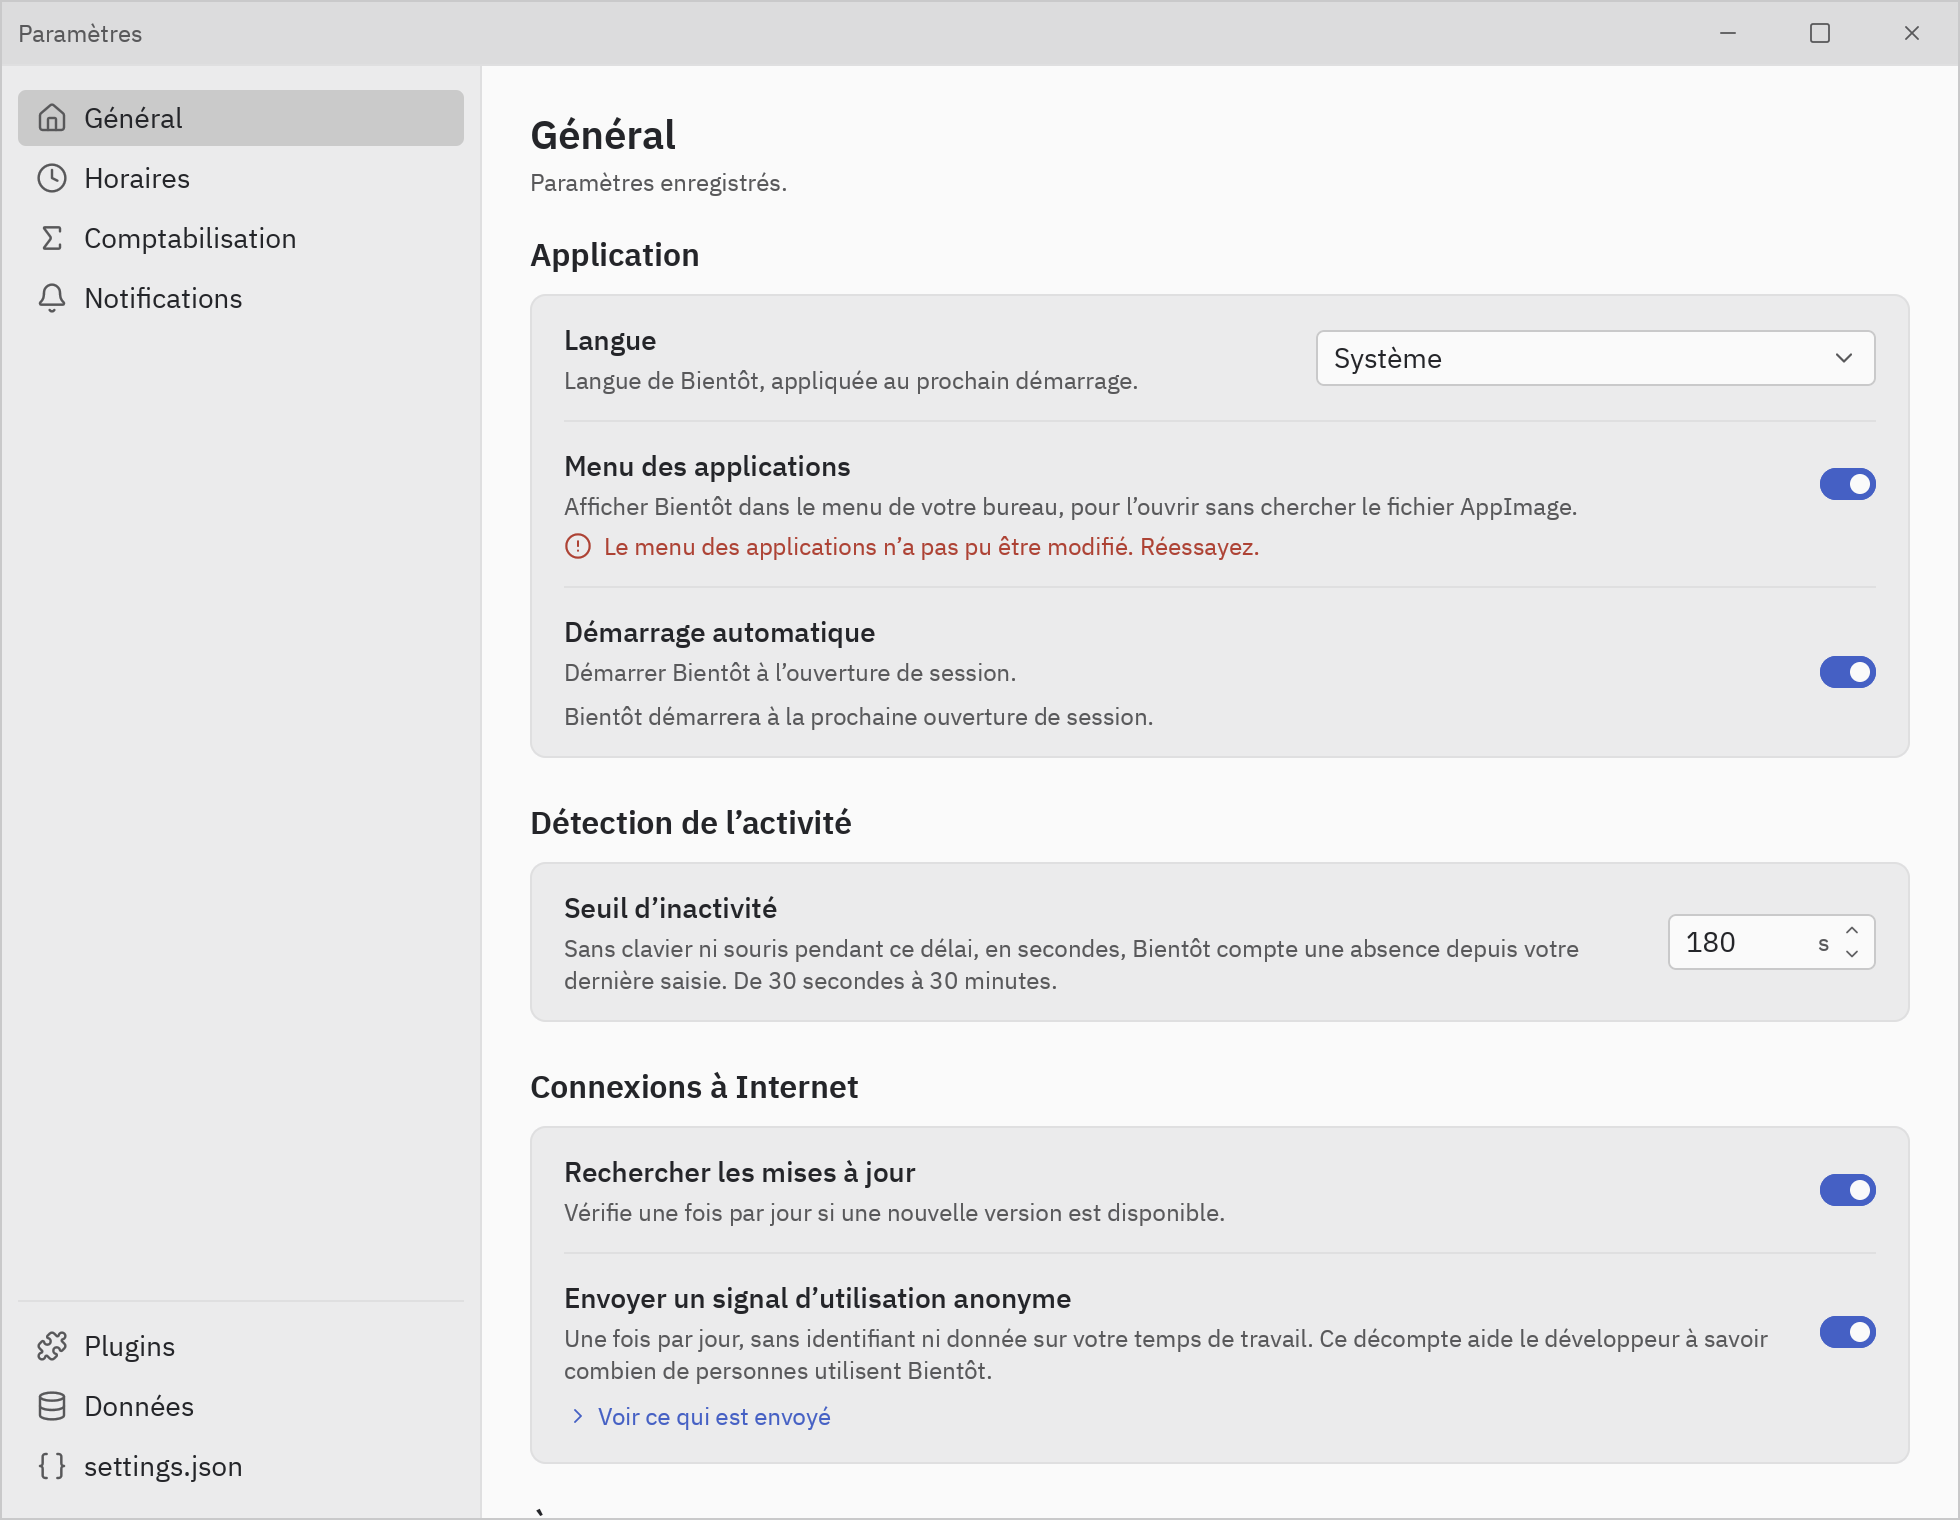 Paramètres
Général
Horaires
Comptabilisation
Notifications
Plugins
Données
settings.json
Général
Paramètres enregistrés.
Application
Langue
Langue de Bientôt, appliquée au prochain démarrage.
Système
Menu des applications
Afficher Bientôt dans le menu de votre bureau, pour l’ouvrir sans chercher le fichier AppImage.
Le menu des applications n’a pas pu être modifié. Réessayez.
Démarrage automatique
Démarrer Bientôt à l’ouverture de session.
Bientôt démarrera à la prochaine ouverture de session.
Détection de l’activité
Seuil d’inactivité
Sans clavier ni souris pendant ce délai, en secondes, Bientôt compte une absence depuis votre
dernière saisie. De 30 secondes à 30 minutes.
180 s
Connexions à Internet
Rechercher les mises à jour
Vérifie une fois par jour si une nouvelle version est disponible.
Envoyer un signal d’utilisation anonyme
Une fois par jour, sans identifiant ni donnée sur votre temps de travail. Ce décompte aide le développeur à savoir
combien de personnes utilisent Bientôt.
Voir ce qui est envoyé